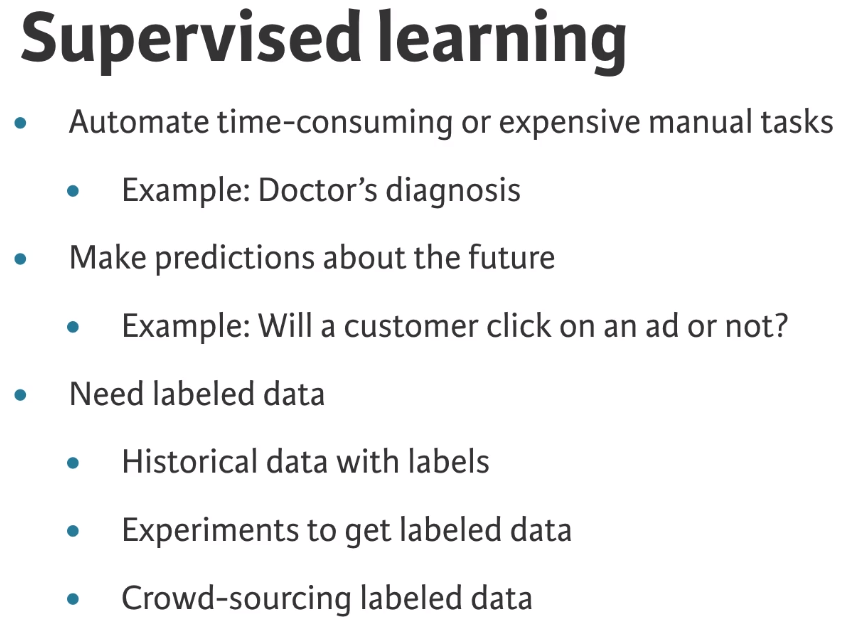 Supervised learning
• Automate time-consuming or expensive manual tasks
• Example: Doctor’s diagnosis
• Make predictions about the future
• Example: Will a customer click on an ad or not?
• Need labeled data
• Historical data with labels
• Experiments to get labeled data
• Crowd-sourcing labeled data